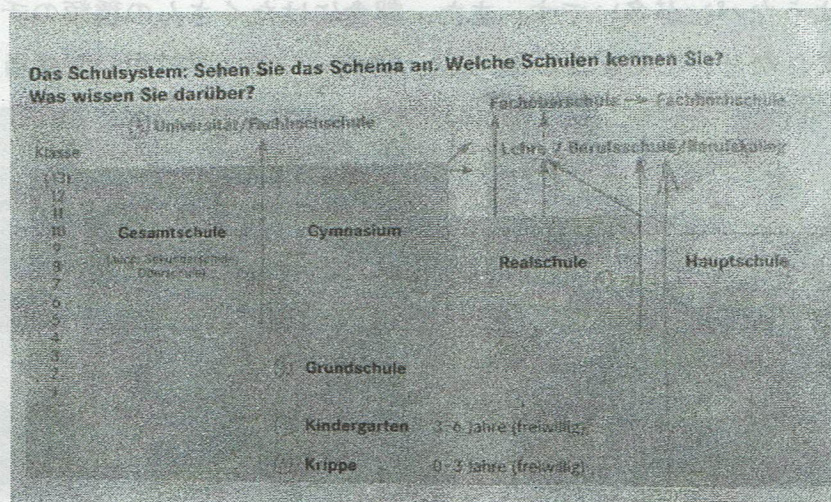 Das Schulsystem: Sehen Sie das Schema an. Welche Schulen kennen Sie?
Was wissen Sie darüber?
Fachoberschule → Fachhochschule
Universität/Fachhochschule
Klasse
Lehre / Berufsschule/Berufskolleg
(13)
12
11
10
9
8
7
6
5
4
3
2
1
Gesamtschule
Gymnasium
Realschule
Hauptschule
Grundschule
Kindergarten 3-6 Jahre (freiwillig)
Krippe 0-3 Jahre (freiwillig)